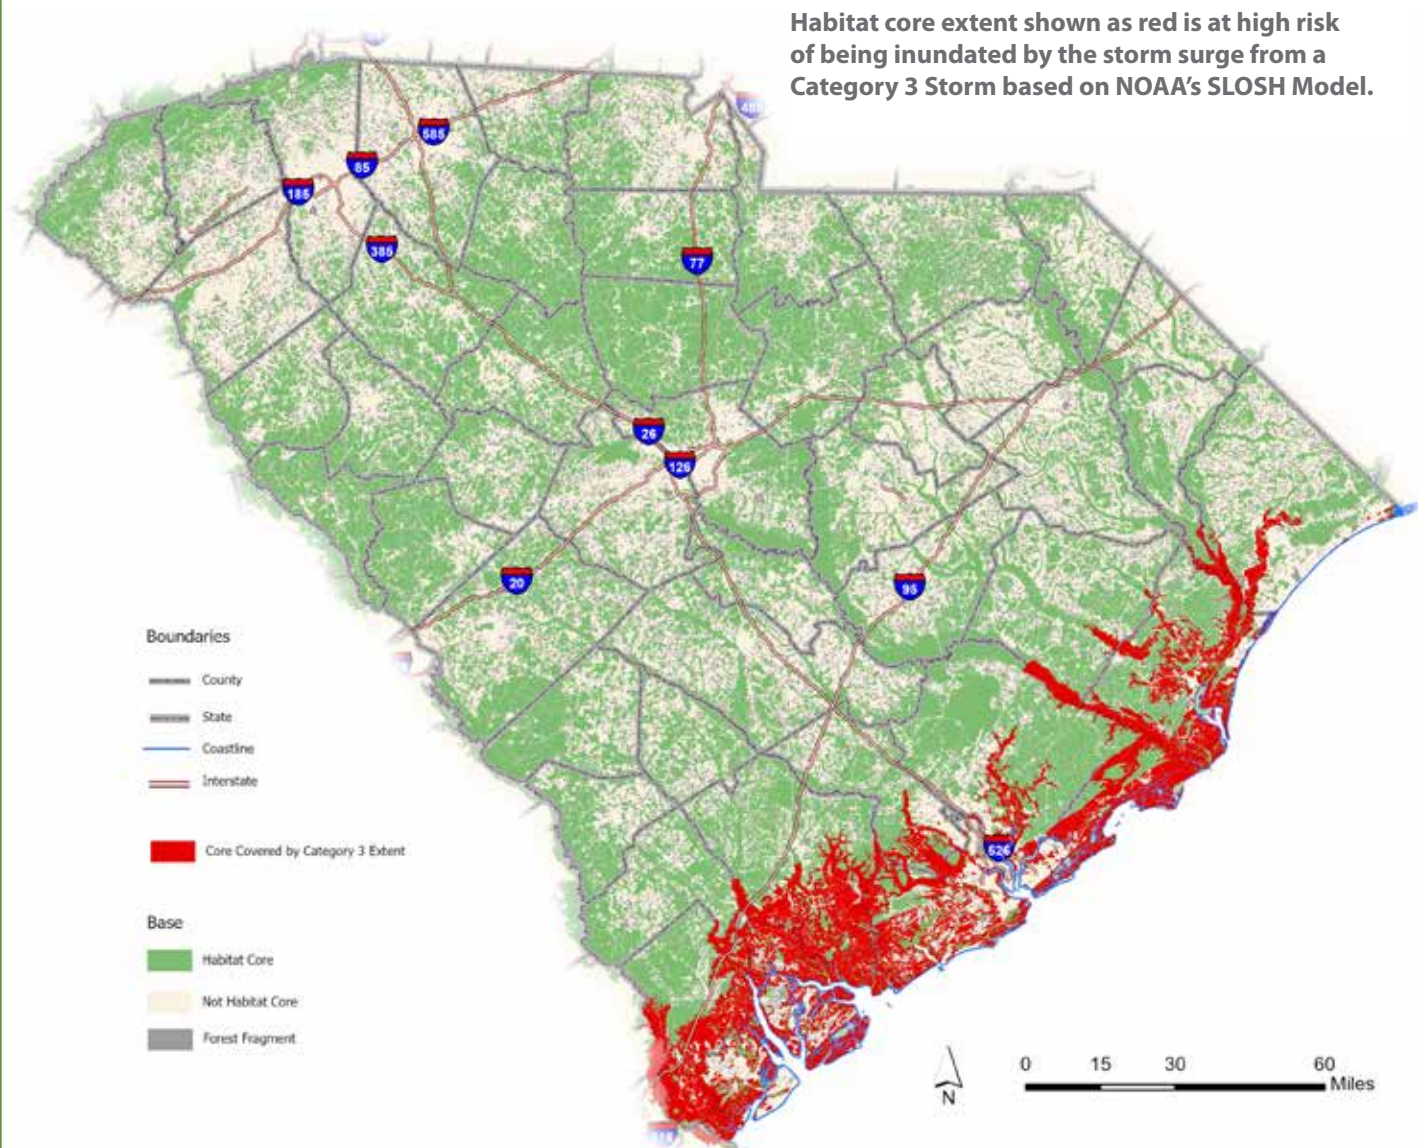 Habitat core extent shown as red is at high risk
of being inundated by the storm surge from a
Category 3 Storm based on NOAA's SLOSH Model.
485
585
85
185
385
77
26
126
20
95
526
Boundaries
County
State
Coastline
Interstate
Core Covered by Category 3 Extent
Base
Habitat Core
Not Habitat Core
Forest Fragment
N
0 15 30 60
Miles